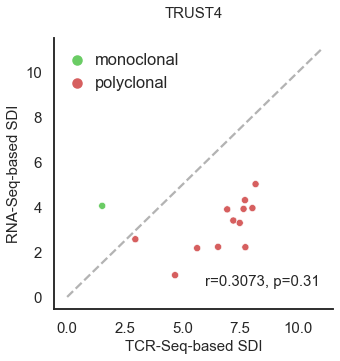 TRUST4
monoclonal
polyclonal
RNA-Seq-based SDI
10
8
6
4
2
0
r=0.3073, p=0.31
0.0 2.5 5.0 7.5 10.0
TCR-Seq-based SDI